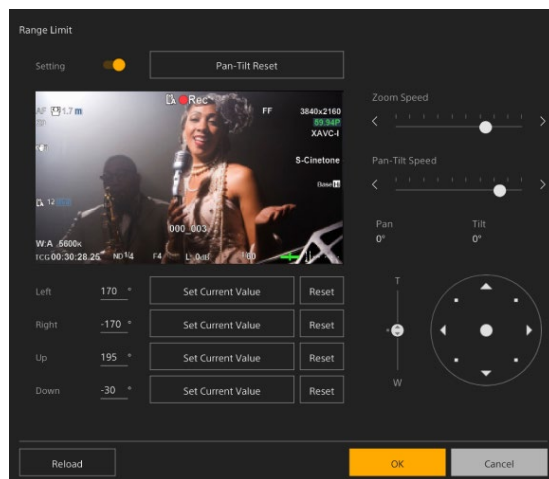 Range Limit
Setting
Pan-Tilt Reset
Rec
AF 1.7 m
FF
3840x2160
59.94P
XAVC-I
S-Cinetone
Base
12
000_003
W:A 5600K
TCG 00:30:28.25 ND 1/4 F4
Zoom Speed
Pan-Tilt Speed
Pan
Tilt
0°
0°
Left 170 ° Set Current Value Reset
Right -170 ° Set Current Value Reset
Up 195 ° Set Current Value Reset
Down -30 ° Set Current Value Reset
T
W
Reload
OK
Cancel